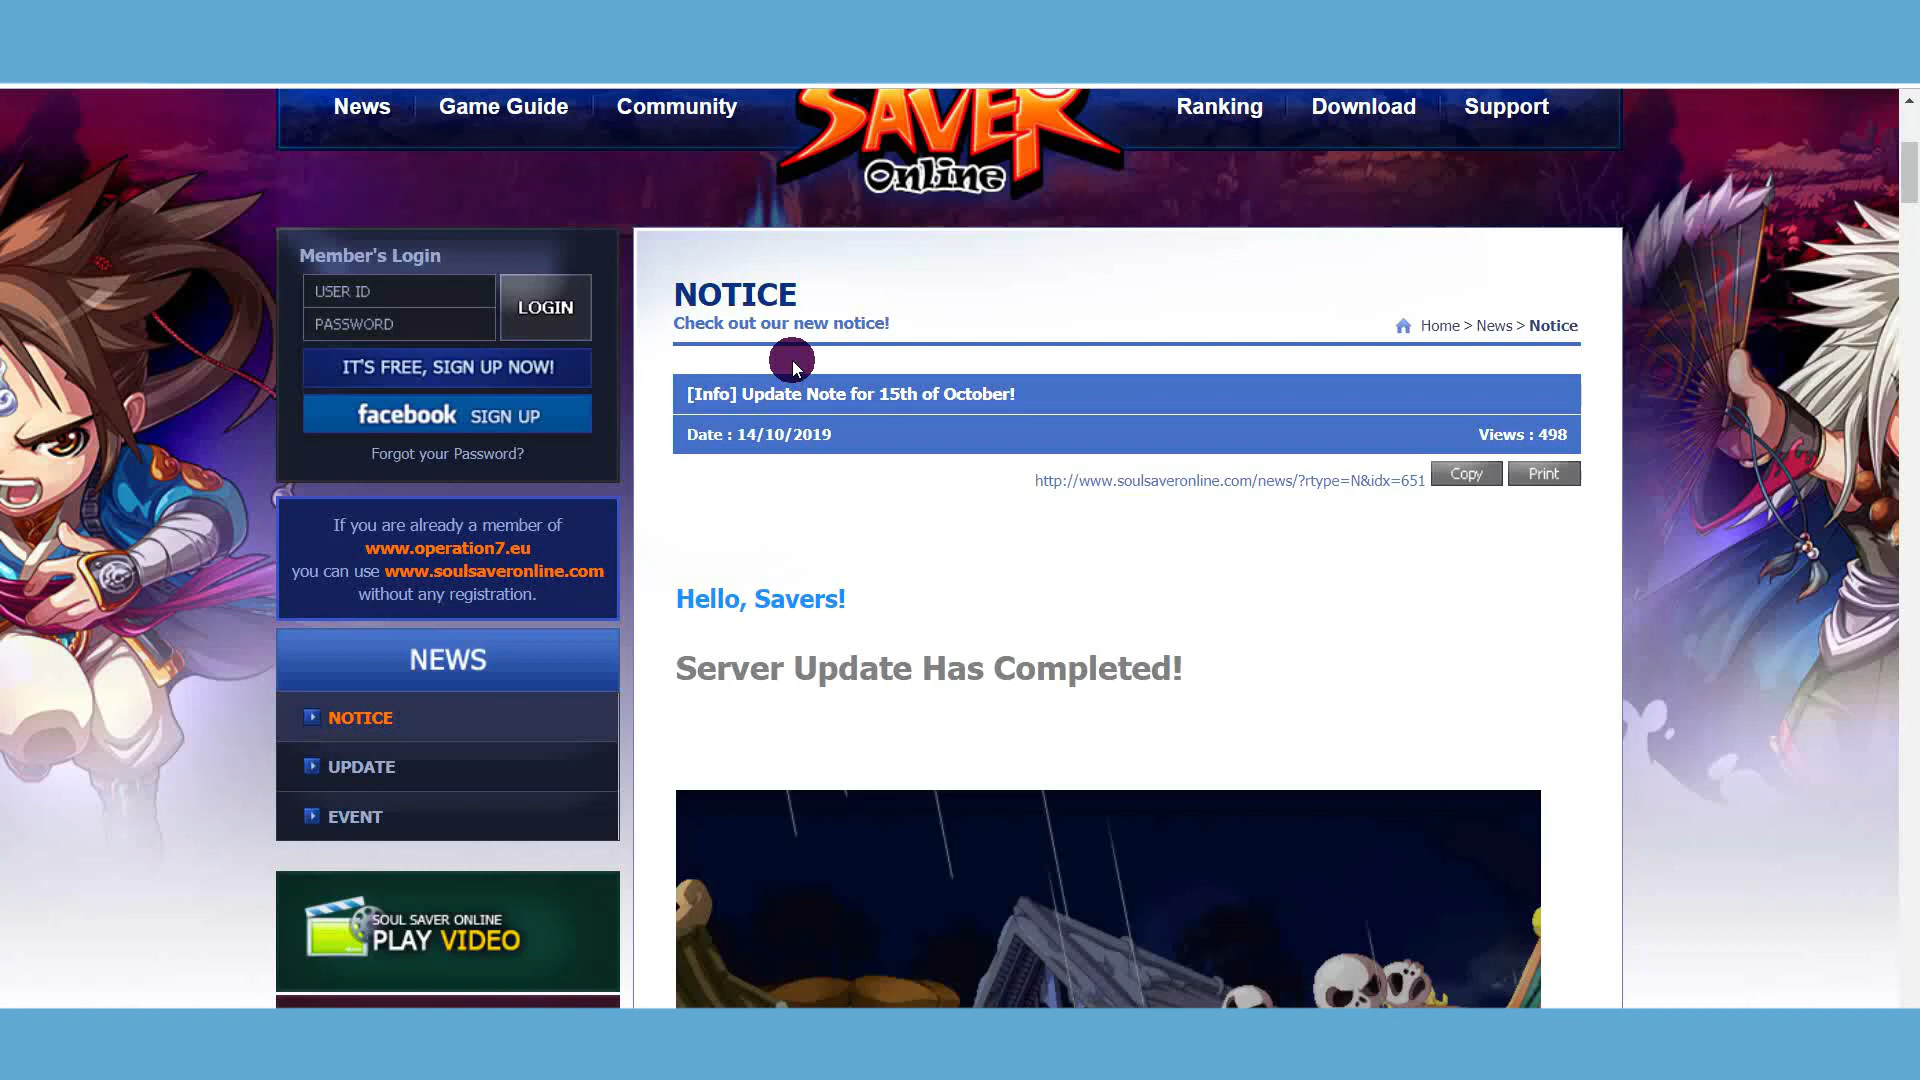 News
Game Guide
Community
SAVER
Online
Ranking
Download
Support
Member's Login
USER ID
PASSWORD
LOGIN
IT'S FREE, SIGN UP NOW!
facebook SIGN UP
Forgot your Password?
If you are already a member of
www.operation7.eu
you can use www.soulsaveronline.com
without any registration.
NEWS
NOTICE
UPDATE
EVENT
SOUL SAVER ONLINE
PLAY VIDEO
NOTICE
Check out our new notice!
Home > News > Notice
[Info] Update Note for 15th of October!
Date : 14/10/2019
Views : 498
http://www.soulsaveronline.com/news/?rtype=N&idx=651
Copy
Print
Hello, Savers!
Server Update Has Completed!